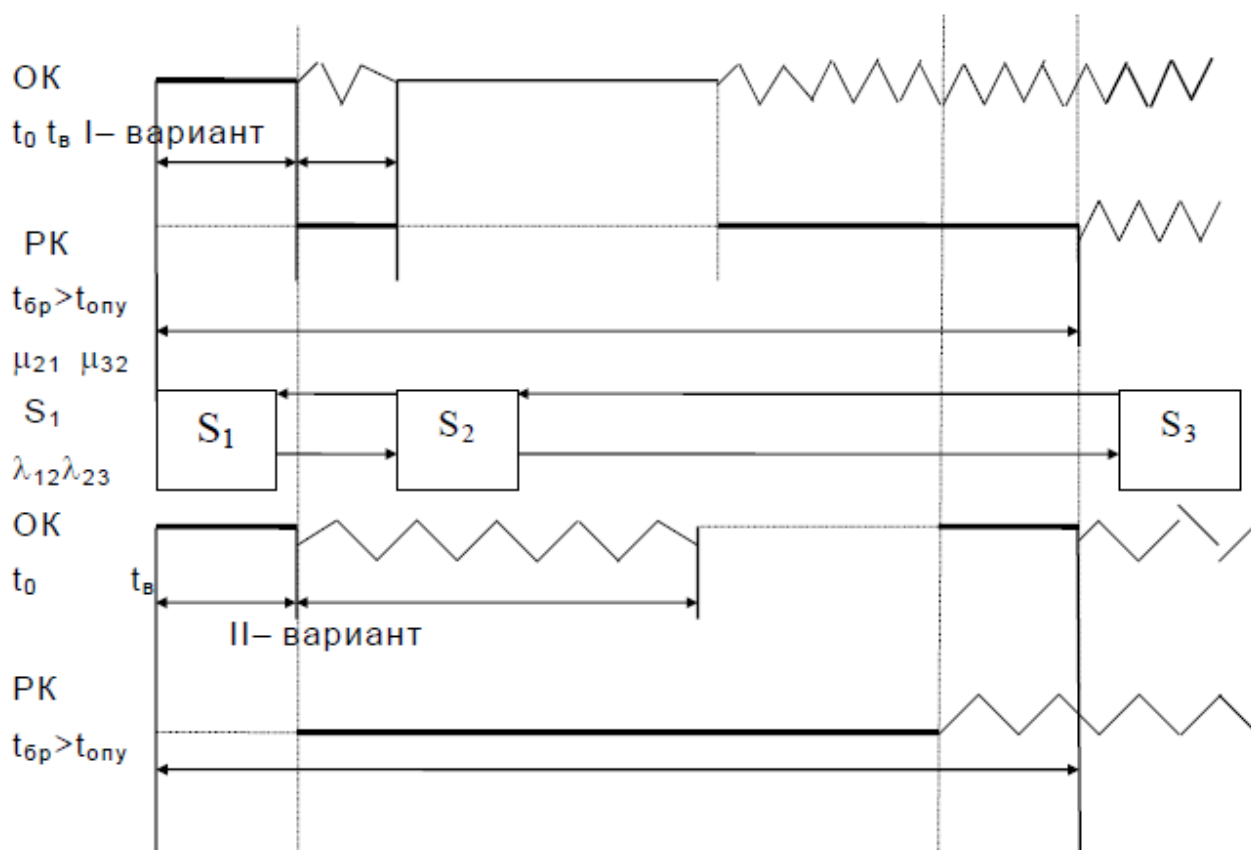 ОК
t₀ tв I– вариант
РК
tбр>tопу
μ₂₁ μ₃₂
S₁
S₁ S₂ S₃
λ₁₂λ₂₃
ОК
t₀ tв
II– вариант
РК
tбр>tопу